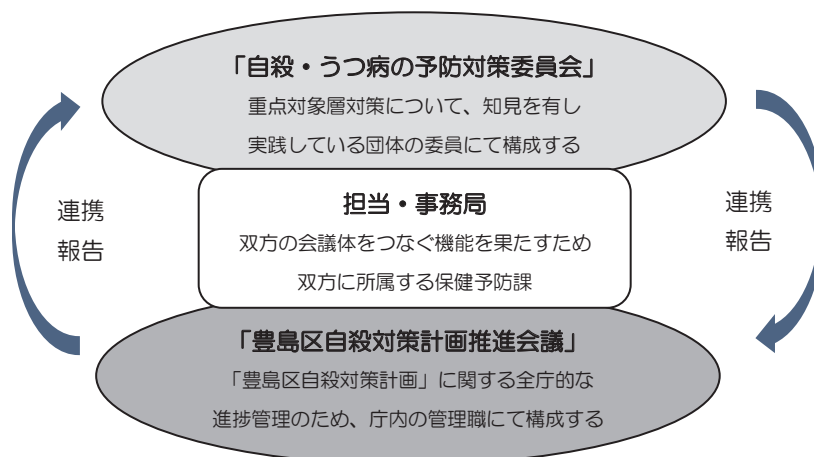 「自殺・うつ病の予防対策委員会」
重点対象層対策について、知見を有し
実践している団体の委員にて構成する
連携
報告
担当・事務局
双方の会議体をつなぐ機能を果たすため
双方に所属する保健予防課
連携
報告
「豊島区自殺対策計画推進会議」
「豊島区自殺対策計画」に関する全庁的な
進捗管理のため、庁内の管理職にて構成する